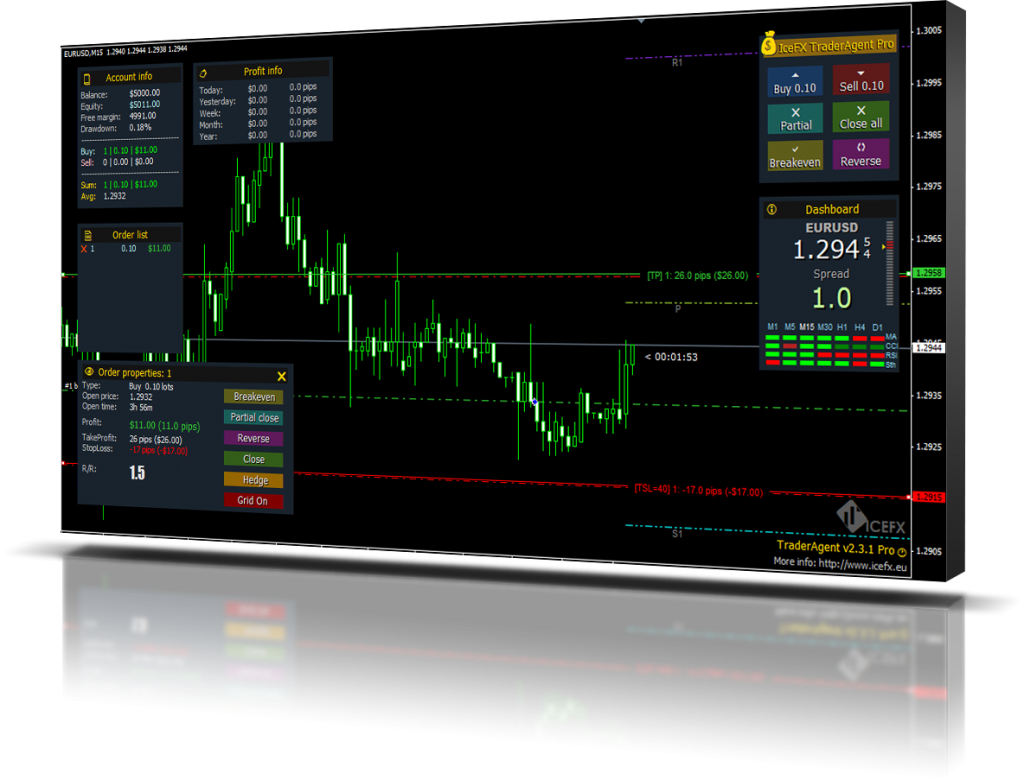 EURUSD,M15 1.2940 1.2944 1.2938 1.2944
Account info
Balance: $5000.00
Equity: $5011.00
Free margin: 4991.00
Drawdown: 0.18%
Buy: 1 | 0.10 | $11.00
Sell: 0 | 0.00 | $0.00
Sum: 1 | 0.10 | $11.00
Avg: 1.2932
Profit info
Today: $0.00 0.0 pips
Yesterday: $0.00 0.0 pips
Week: $0.00 0.0 pips
Month: $0.00 0.0 pips
Year: $0.00 0.0 pips
Order list
X 1 0.10 $11.00
#1 b
Order properties: 1 X
Type: Buy 0.10 lots
Open price: 1.2932
Open time: 3h 56m
Profit: $11.00 (11.0 pips)
TakeProfit: 26 pips ($26.00)
StopLoss: -17 pips (-$17.00)
R/R: 1.5
Breakeven
Partial close
Reverse
Close
Hedge
Grid On
R1
[TP] 1: 26.0 pips ($26.00)
P
< 00:01:53
[TSL=40] 1: -17.0 pips (-$17.00)
S1
IceFX TraderAgent Pro
Buy 0.10
Sell 0.10
Partial
Close all
Breakeven
Reverse
Dashboard
EURUSD
1.294 5 4
Spread
1.0
M1 M5 M15 M30 H1 H4 D1
MA
CCI
RSI
Sth
ICEFX
TraderAgent v2.3.1 Pro
More info: http://www.icefx.eu
1.3005
1.2995
1.2985
1.2975
1.2965
1.2958
1.2955
1.2944
1.2935
1.2925
1.2915
1.2905